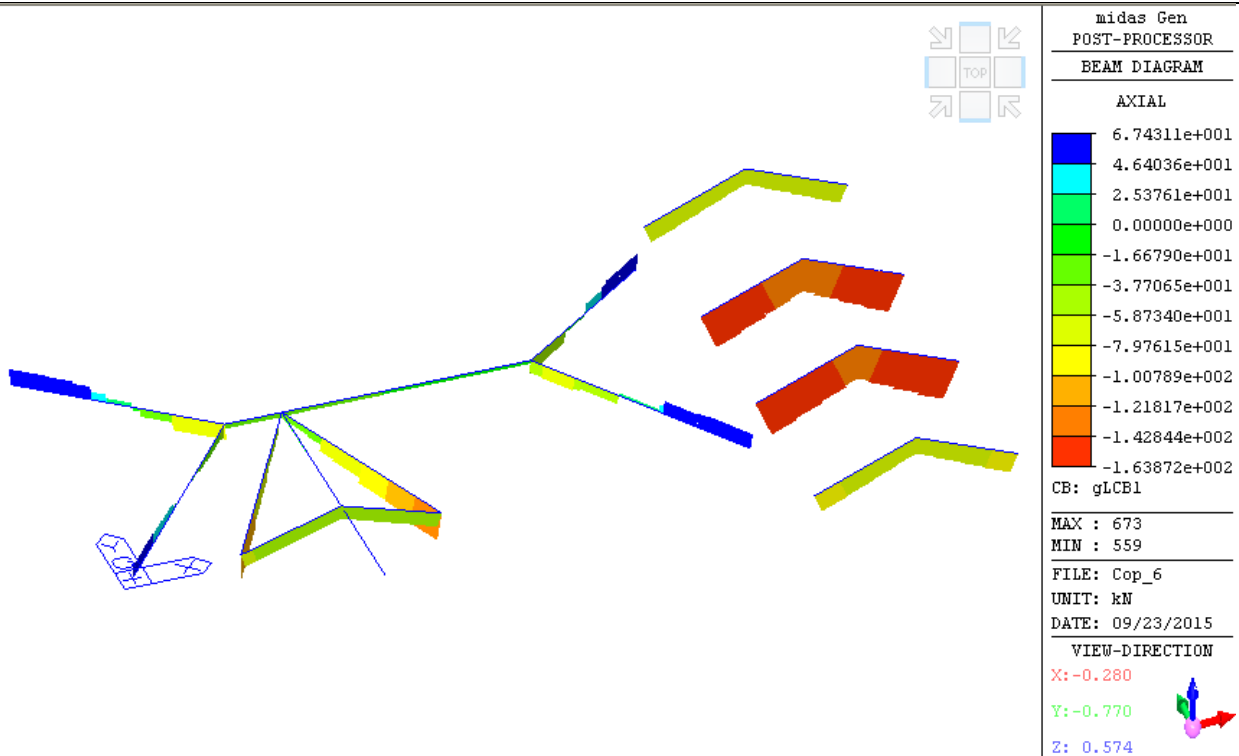 TOP
midas Gen
POST-PROCESSOR
BEAM DIAGRAM
AXIAL
6.74311e+001
4.64036e+001
2.53761e+001
0.00000e+000
-1.66790e+001
-3.77065e+001
-5.87340e+001
-7.97615e+001
-1.00789e+002
-1.21817e+002
-1.42844e+002
-1.63872e+002
CB: gLCB1
MAX : 673
MIN : 559
FILE: Cop_6
UNIT: kN
DATE: 09/23/2015
VIEW-DIRECTION
X:-0.280
Y:-0.770
Z: 0.574